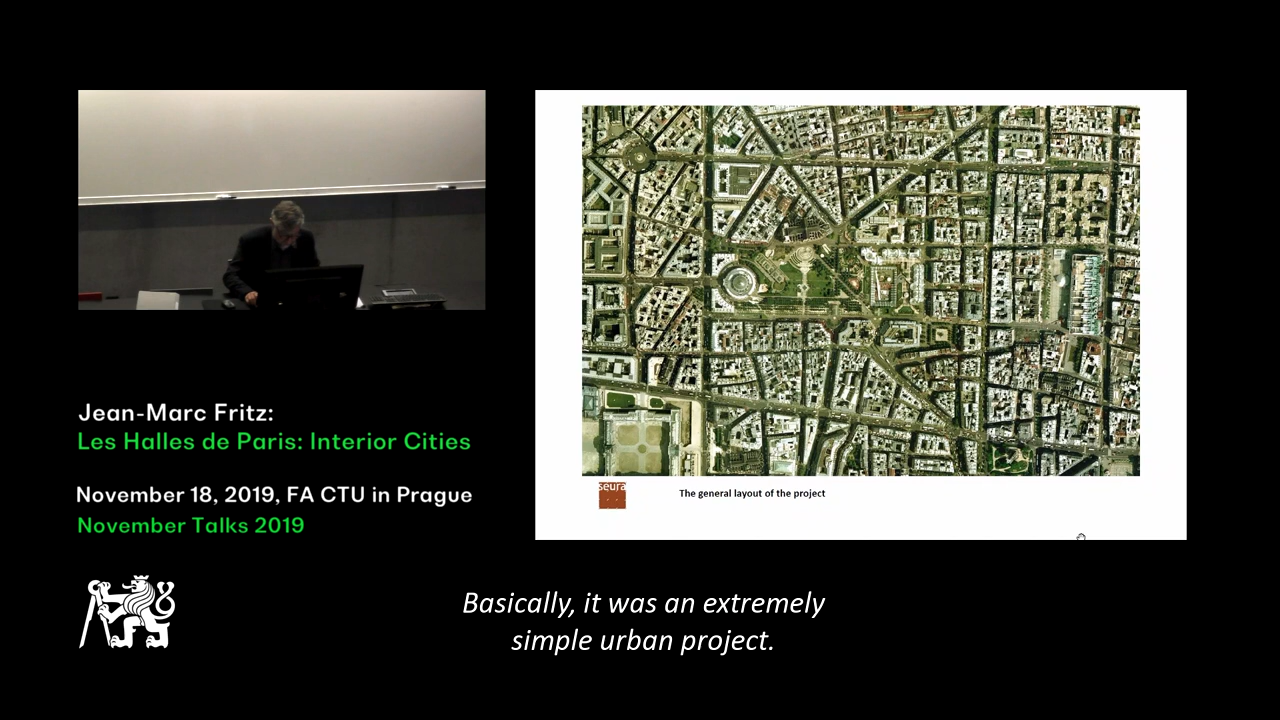 Jean-Marc Fritz:
Les Halles de Paris: Interior Cities
November 18, 2019, FA CTU in Prague
November Talks 2019
seura
The general layout of the project
Basically, it was an extremely
simple urban project.